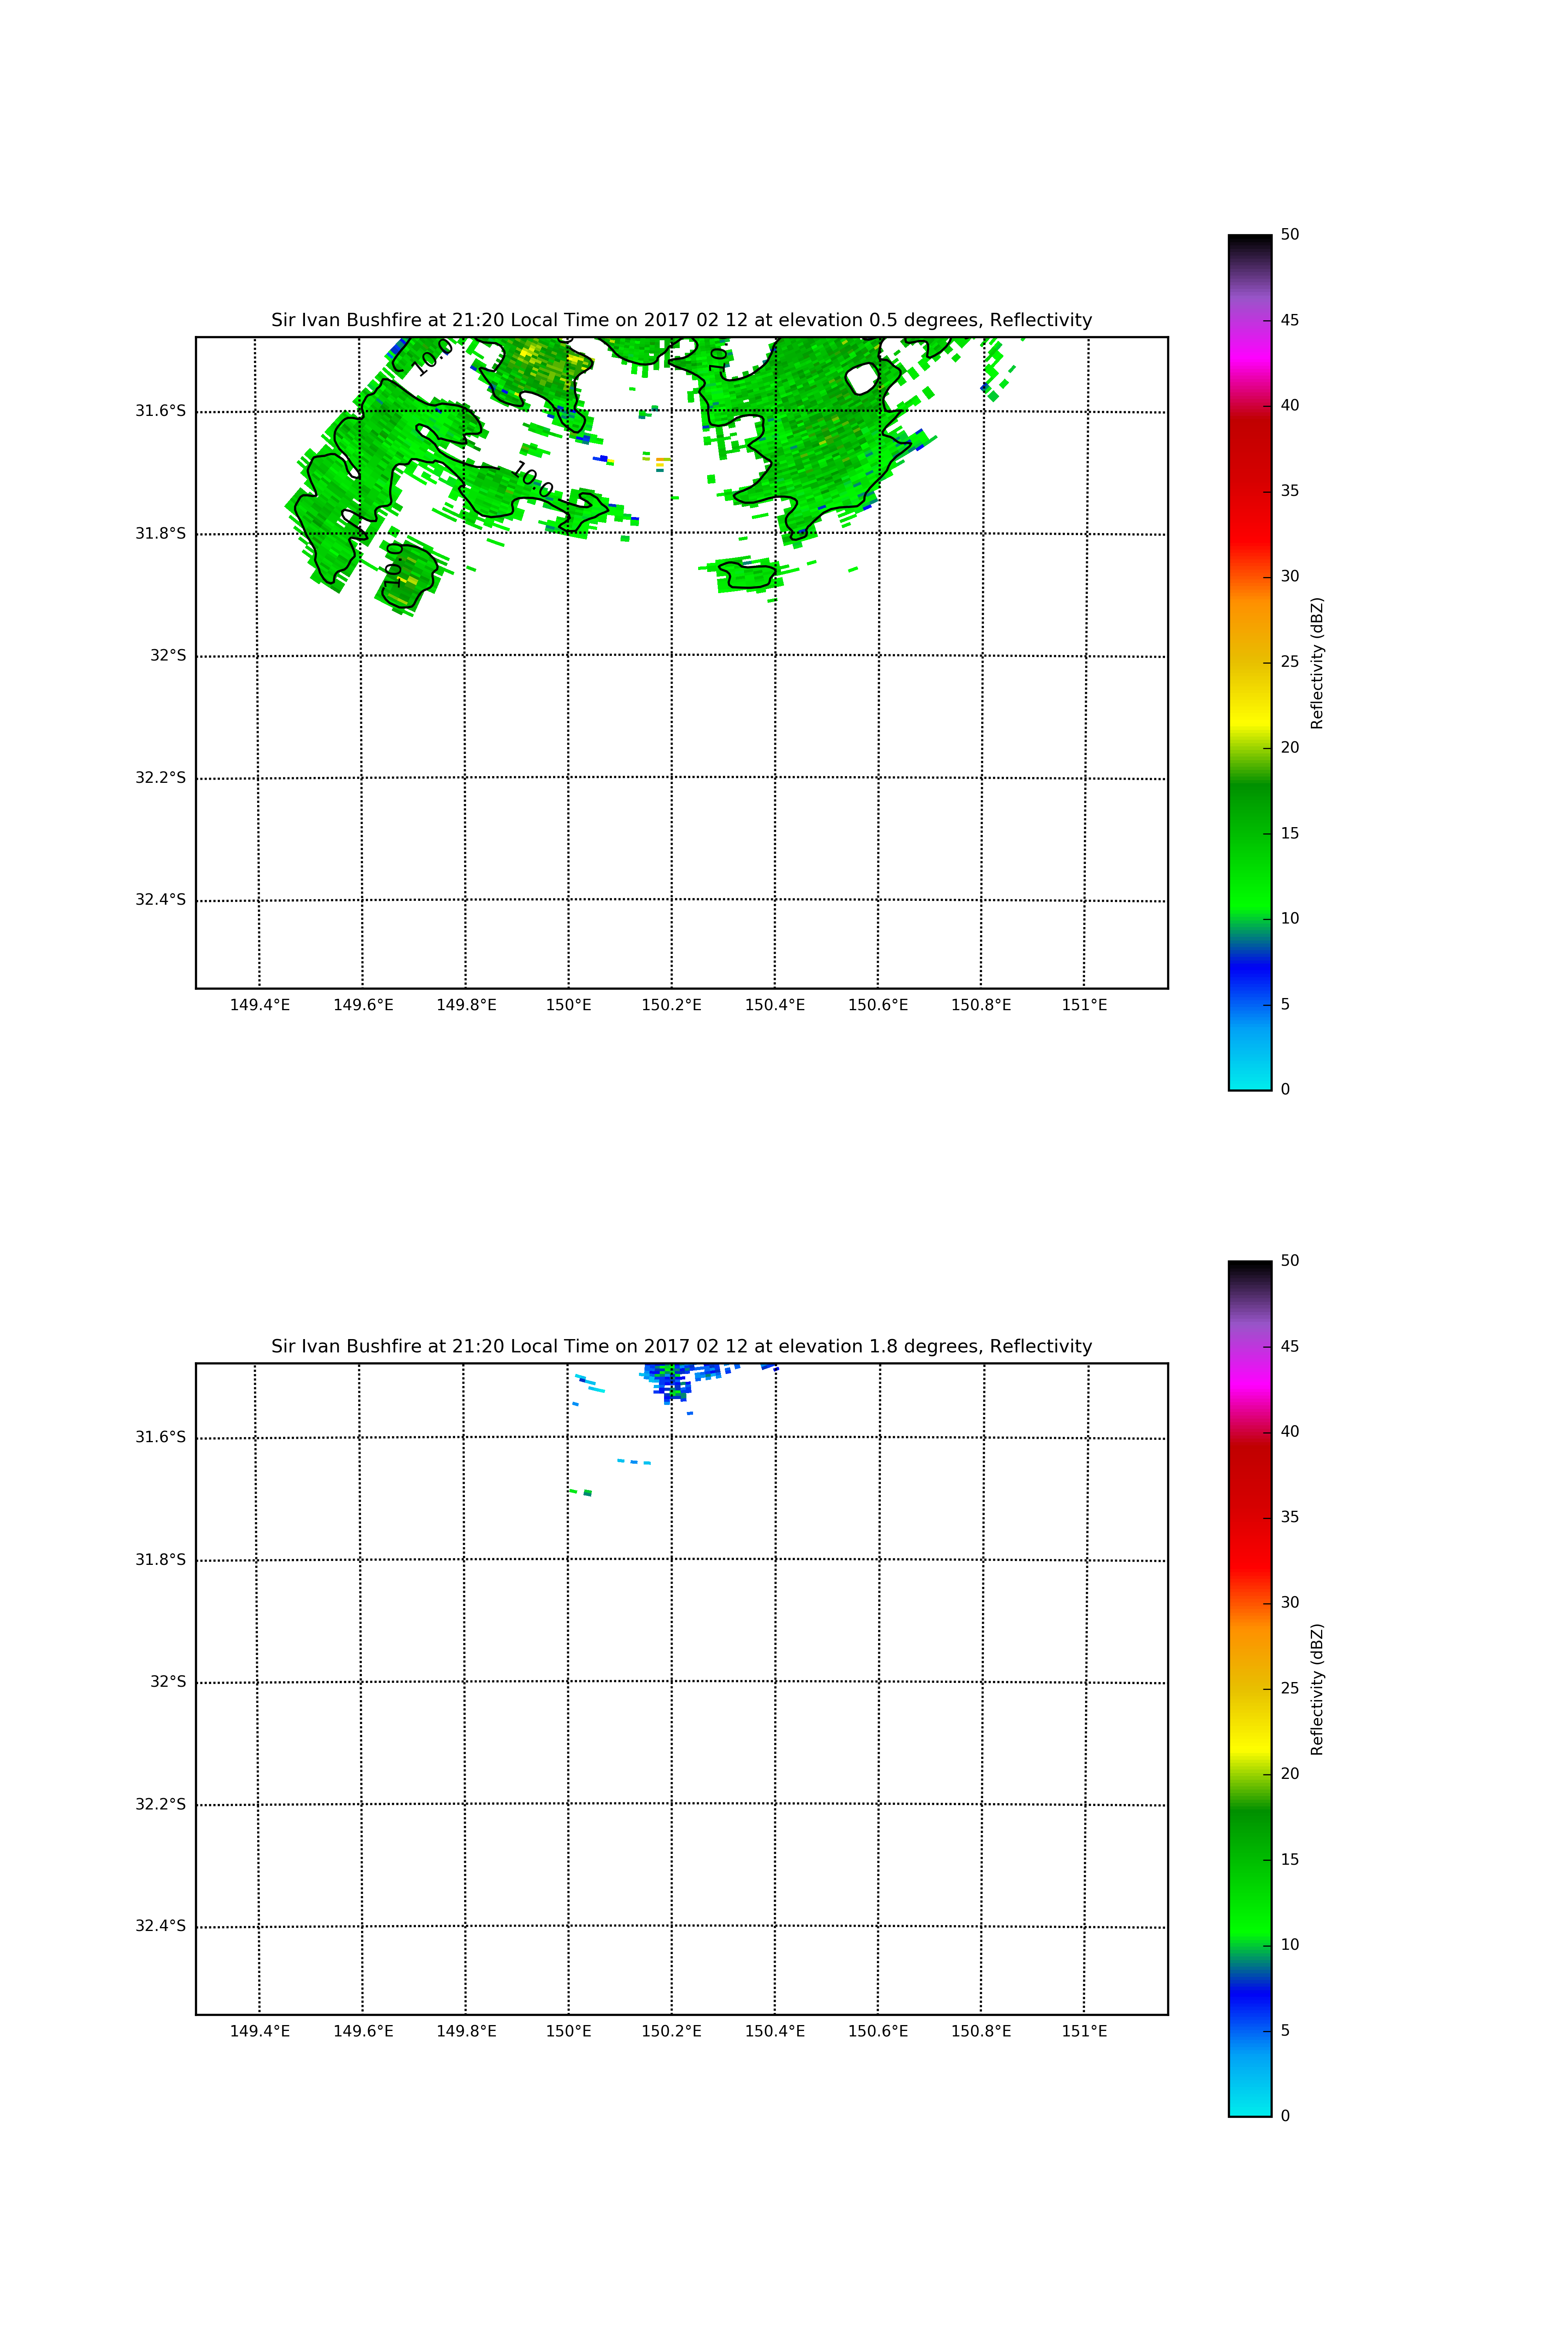 Sir Ivan Bushfire at 21:20 Local Time on 2017 02 12 at elevation 0.5 degrees, Reflectivity
10.0
10.
10.0
10.0
31.6°S
31.8°S
32°S
32.2°S
32.4°S
149.4°E 149.6°E 149.8°E 150°E 150.2°E 150.4°E 150.6°E 150.8°E 151°E
50
45
40
35
30
25
20
15
10
5
0
Reflectivity (dBZ)
Sir Ivan Bushfire at 21:20 Local Time on 2017 02 12 at elevation 1.8 degrees, Reflectivity
31.6°S
31.8°S
32°S
32.2°S
32.4°S
149.4°E 149.6°E 149.8°E 150°E 150.2°E 150.4°E 150.6°E 150.8°E 151°E
50
45
40
35
30
25
20
15
10
5
0
Reflectivity (dBZ)